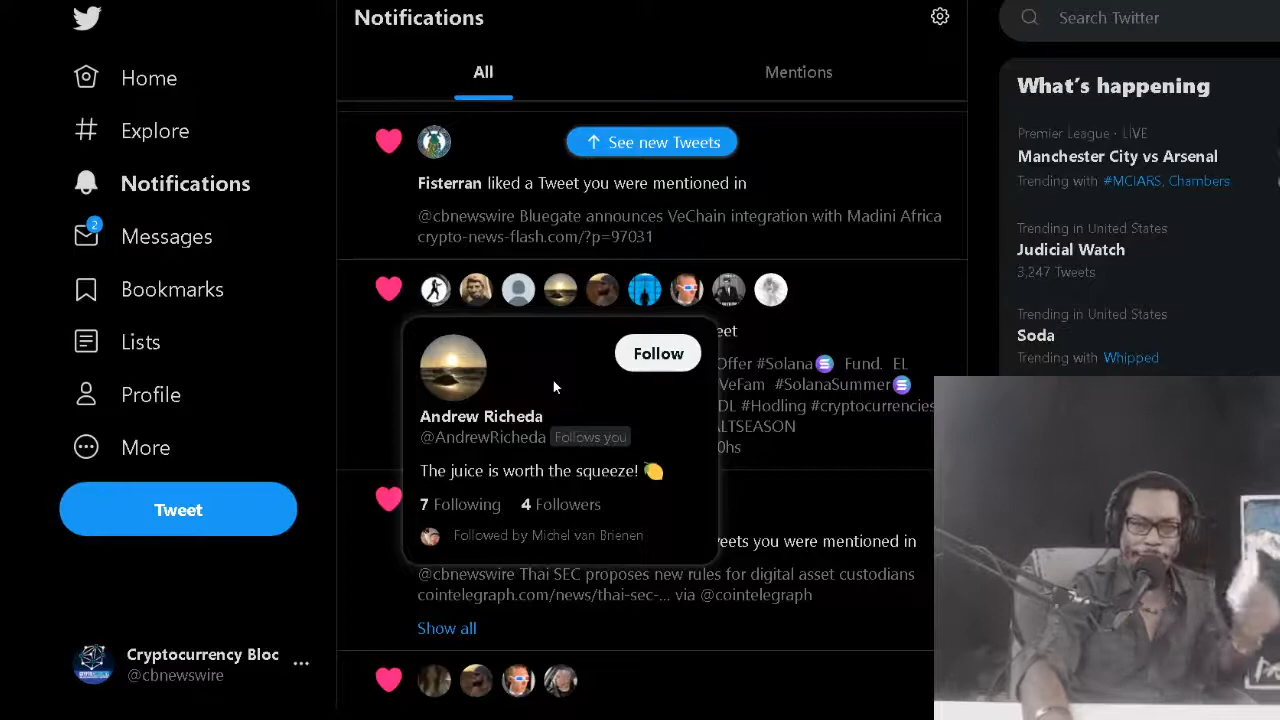 Home
Explore
Notifications
2
Messages
Bookmarks
Lists
Profile
More
Tweet
Cryptocurrency Bloc
@cbnewswire
Notifications
All
Mentions
See new Tweets
Fisterran liked a Tweet you were mentioned in
@cbnewswire Bluegate announces VeChain integration with Madini Africa
crypto-news-flash.com/?p=97031
eet
Offer #Solana Fund. EL
VeFam #SolanaSummer
DL #Hodling #cryptocurrencies
ALTSEASON
0hs
Follow
Andrew Richeda
@AndrewRicheda Follows you
The juice is worth the squeeze! 🍋
7 Following 4 Followers
Followed by Michel van Brienen
weets you were mentioned in
@cbnewswire Thai SEC proposes new rules for digital asset custodians
cointelegraph.com/news/thai-sec-... via @cointelegraph
Show all
Search Twitter
What's happening
Premier League · LIVE
Manchester City vs Arsenal
Trending with #MCIARS, Chambers
Trending in United States
Judicial Watch
3,247 Tweets
Trending in United States
Soda
Trending with Whipped